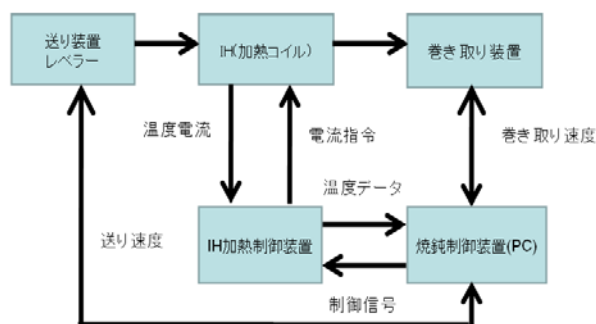 送り装置
レベラー
IH(加熱コイル)
巻き取り装置
温度電流
電流指令
巻き取り速度
温度データ
送り速度
IH加熱制御装置
焼鈍制御装置(PC)
制御信号